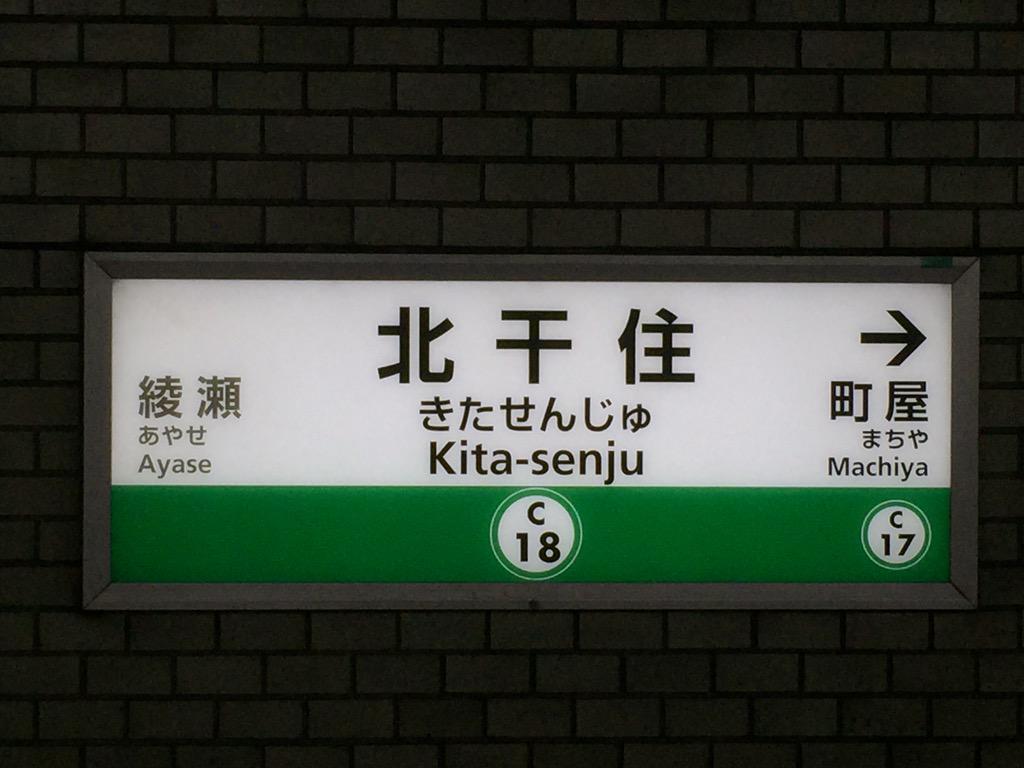 北干住
きたせんじゅ
Kita-senju
綾瀬
あやせ
Ayase
→
町屋
まちや
Machiya
C
18
C
17